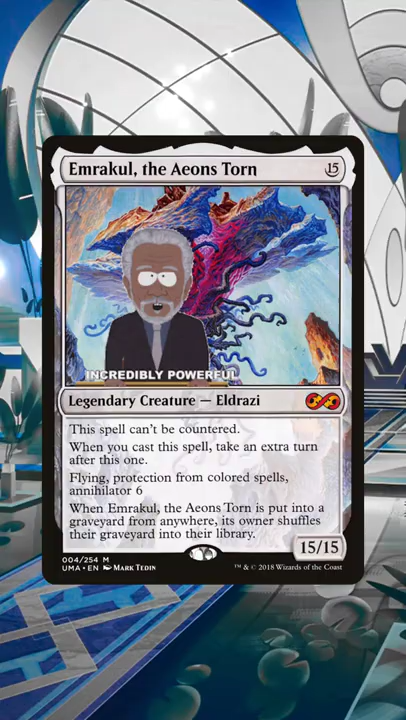 Emrakul, the Aeons Torn 15
INCREDIBLY POWERFUL
Legendary Creature — Eldrazi
This spell can't be countered.
When you cast this spell, take an extra turn
after this one.
Flying, protection from colored spells,
annihilator 6
When Emrakul, the Aeons Torn is put into a
graveyard from anywhere, its owner shuffles
their graveyard into their library.
15/15
004/254 M
UMA • EN Mark Tedin
™ & © 2018 Wizards of the Coast